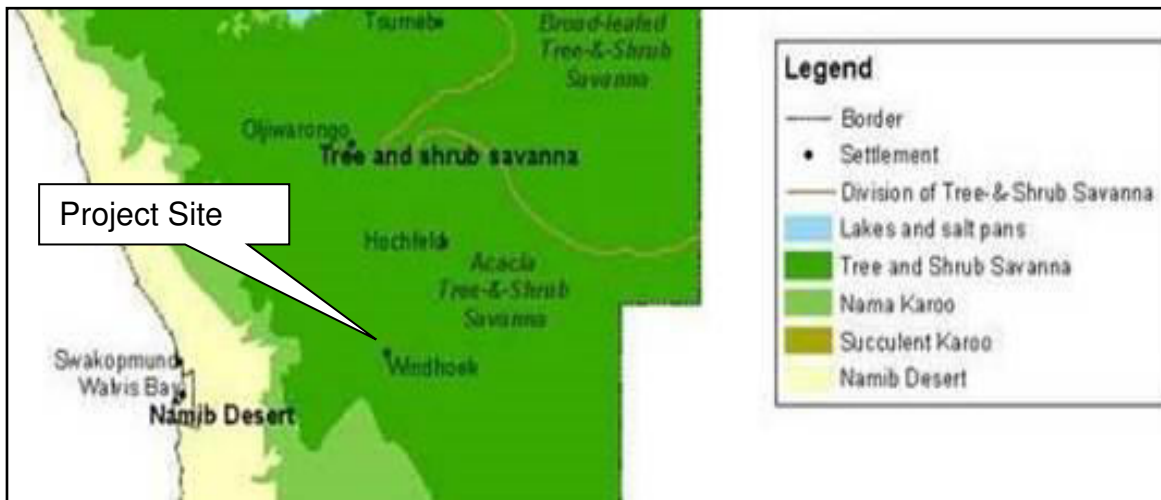 Tsumeb
Broad-leafed
Tree-&-Shrub
Savanna
Otjiwarongo
Tree and shrub savanna
Project Site
Hochfeld
Acacia
Tree-&-Shrub
Savanna
Windhoek
Swakopmund
Walvis Bay
Namib Desert
Legend
Border
Settlement
Division of Tree-&-Shrub Savanna
Lakes and salt pans
Tree and Shrub Savanna
Nama Karoo
Succulent Karoo
Namib Desert